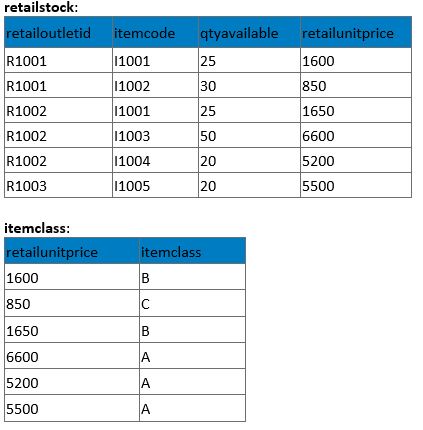 retailstock:
retailoutletid itemcode qtyavailable retailunitprice
R1001 I1001 25 1600
R1001 I1002 30 850
R1002 I1001 25 1650
R1002 I1003 50 6600
R1002 I1004 20 5200
R1003 I1005 20 5500
itemclass:
retailunitprice itemclass
1600 B
850 C
1650 B
6600 A
5200 A
5500 A